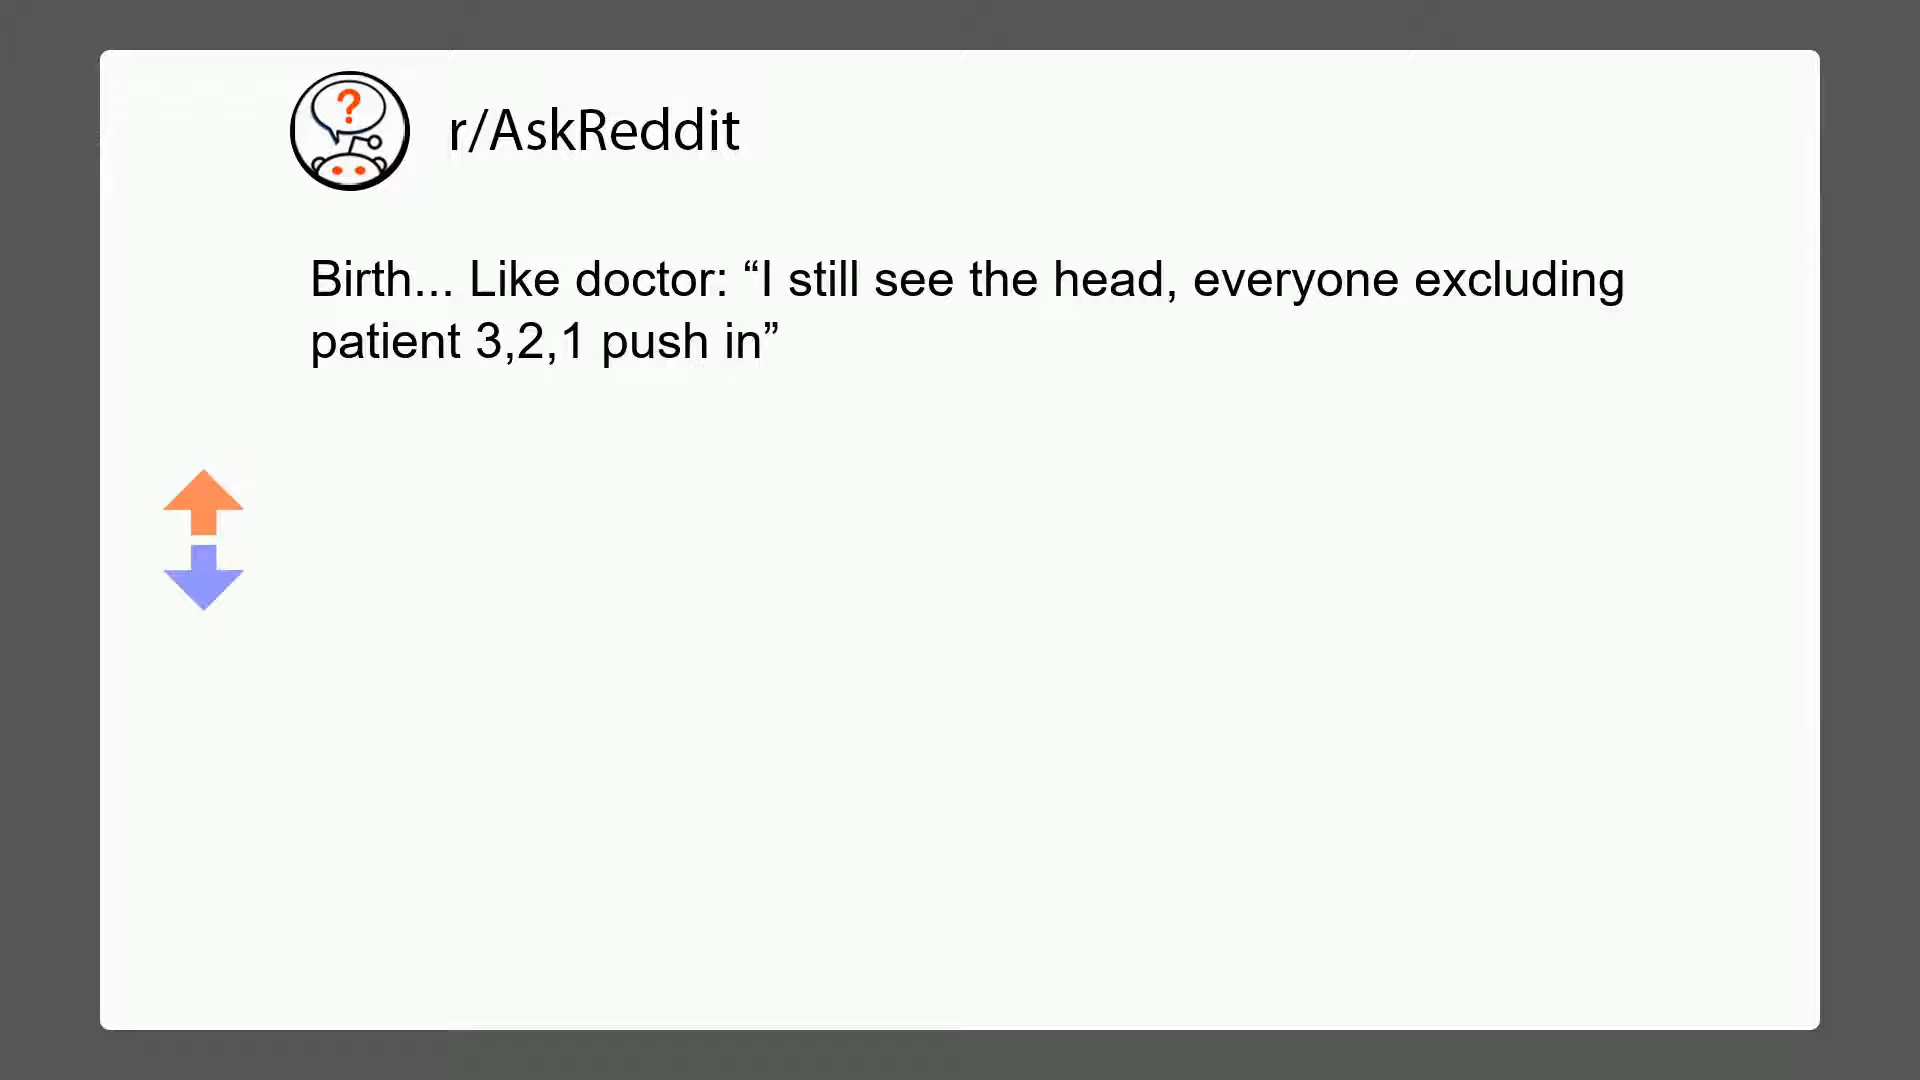 r/AskReddit
Birth... Like doctor: “I still see the head, everyone excluding
patient 3,2,1 push in”